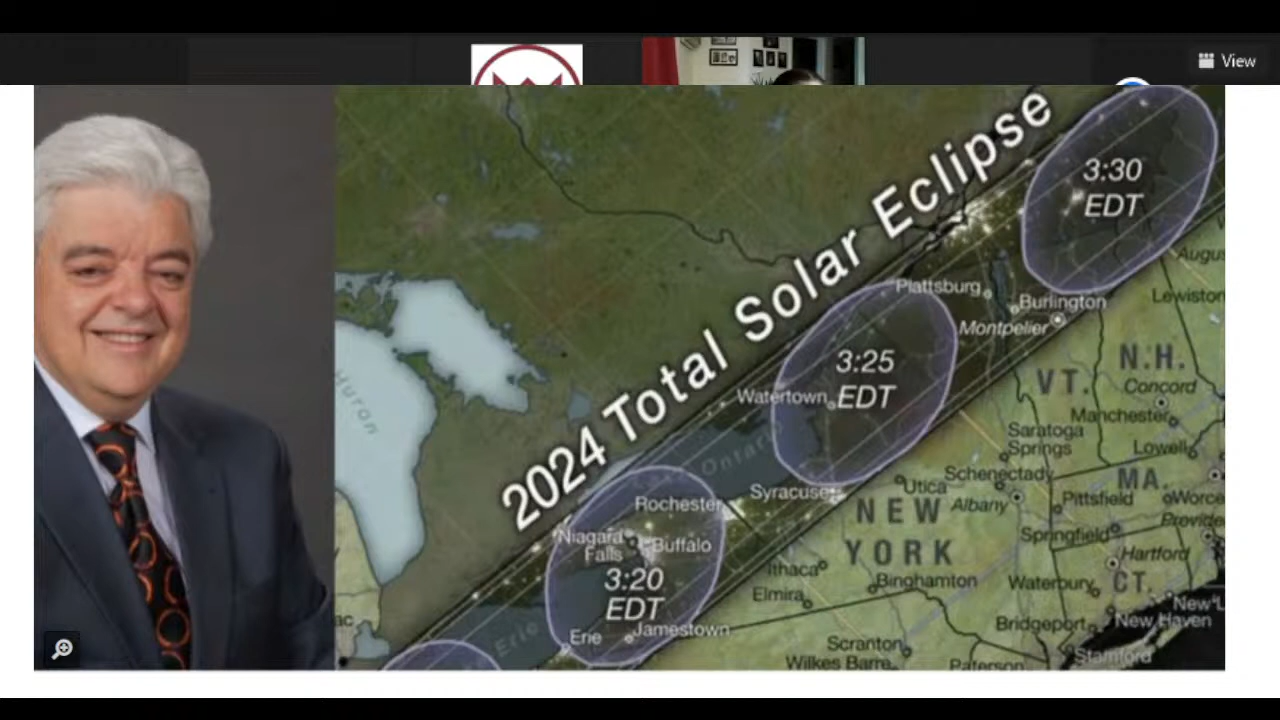 View
2024 Total Solar Eclipse
3:30
EDT
Plattsburg
Burlington
Montpelier
Lewiston
3:25
EDT
Watertown
VT.
N.H.
Concord
Manchester
Saratoga
Springs
Lowell
Huron
Ontario
Rochester
Syracuse
Utica
Schenectady
Albany
MA.
Pittsfield
NEW
YORK
Niagara
Falls
Buffalo
3:20
EDT
Springfield
Hartford
Ithaca
Elmira
Binghamton
Waterbury
CT.
Erie
Erie
Jamestown
Bridgeport
New Haven
Scranton
Wilkes Barre
Paterson
Stamford